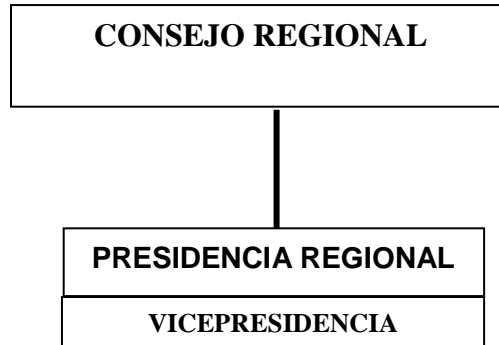 CONSEJO REGIONAL
PRESIDENCIA REGIONAL
VICEPRESIDENCIA